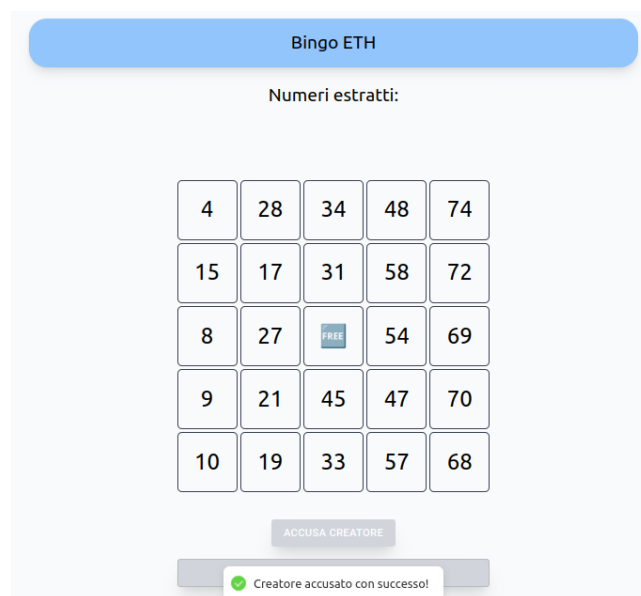 Bingo ETH
Numeri estratti:
4 28 34 48 74
15 17 31 58 72
8 27 FREE 54 69
9 21 45 47 70
10 19 33 57 68
ACCUSA CREATORE
Creatore accusato con successo!